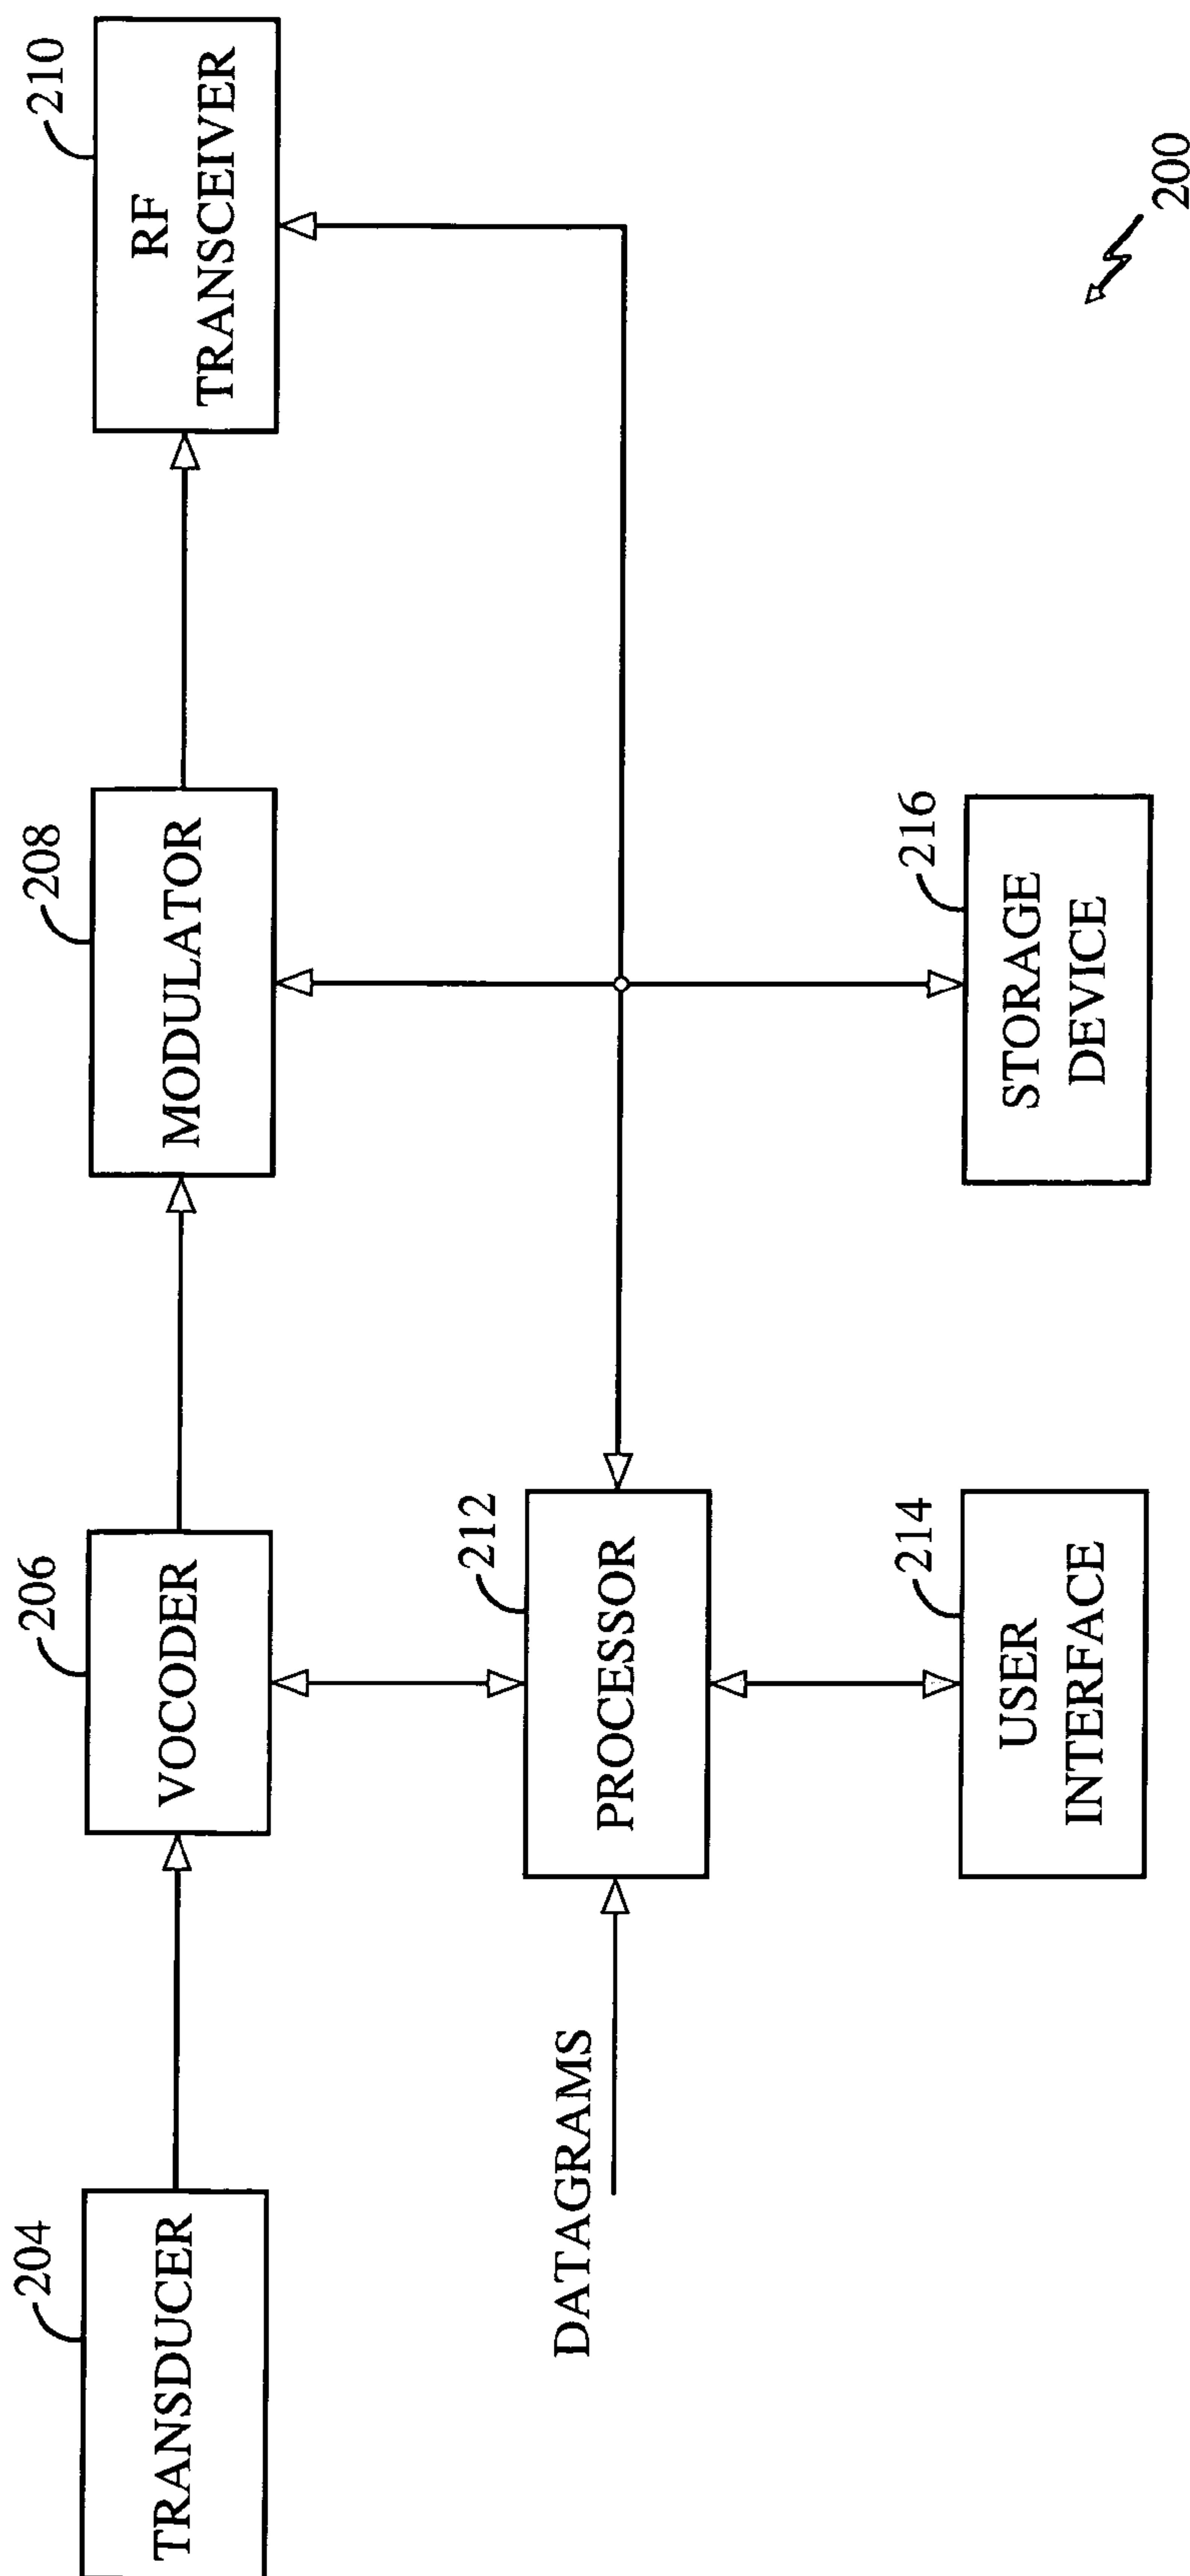 204
TRANSDUCER
206
VOCODER
208
MODULATOR
210
RF
TRANSCEIVER
DATAGRAMS
212
PROCESSOR
214
USER
INTERFACE
216
STORAGE
DEVICE
200